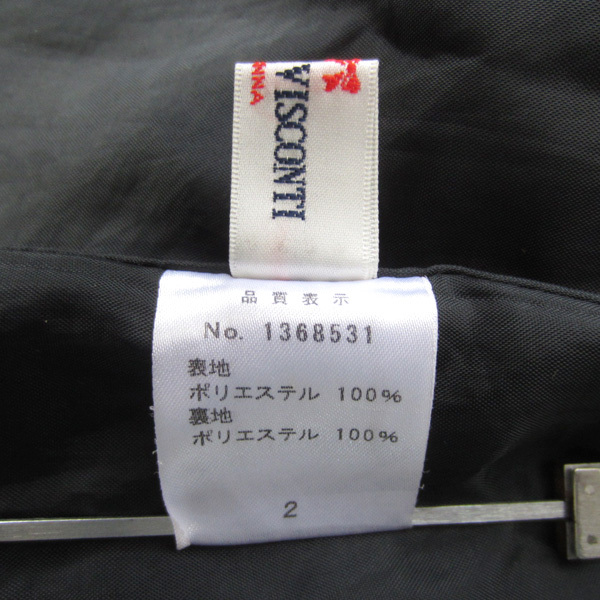 VISCONTI
NNA
品質表示
No. 1368531
表地
ポリエステル 100%
裏地
ポリエステル 100%
2